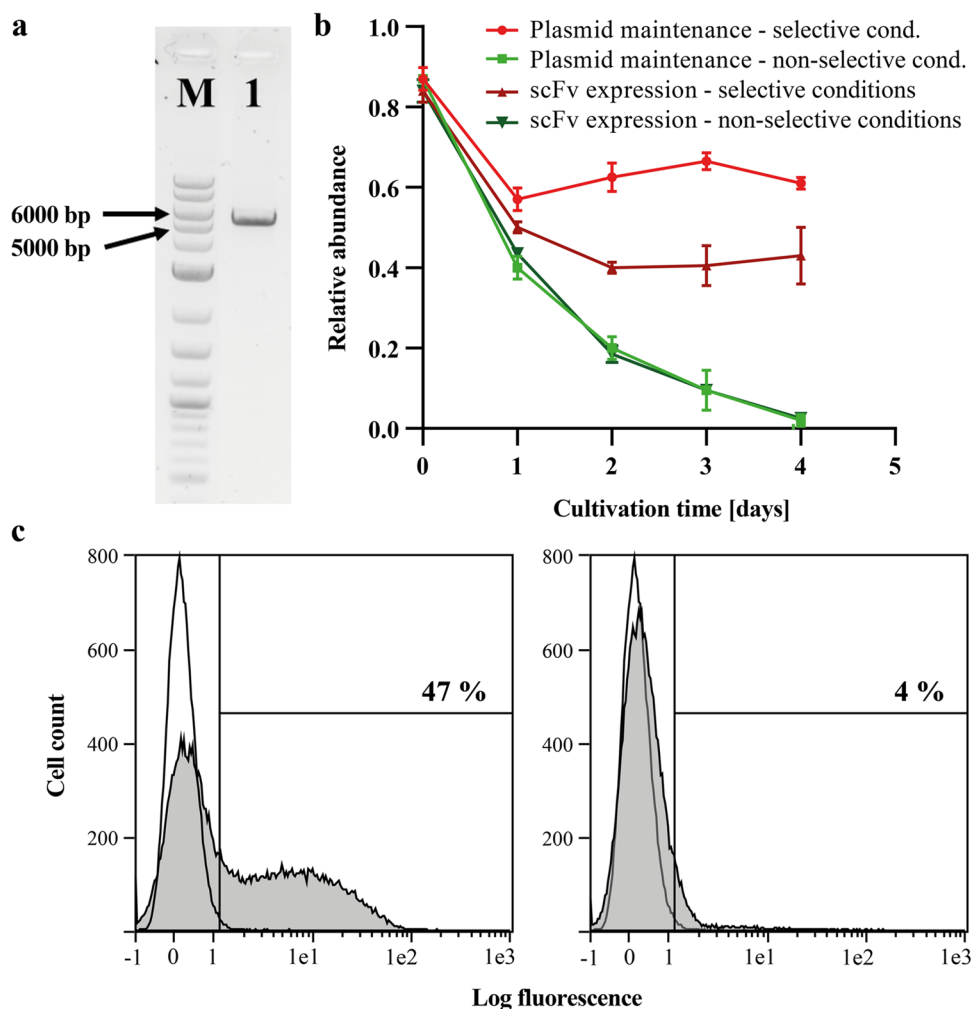 a
M 1
6000 bp
5000 bp
b
Plasmid maintenance - selective cond.
Plasmid maintenance - non-selective cond.
scFv expression - selective conditions
scFv expression - non-selective conditions
1.0
0.8
0.6
0.4
0.2
0.0
Relative abundance
0 1 2 3 4 5
Cultivation time [days]
c
800
600
400
200
Cell count
47 %
-1 0 1 1e1 1e2 1e3
800
600
400
200
4 %
-1 0 1 1e1 1e2 1e3
Log fluorescence